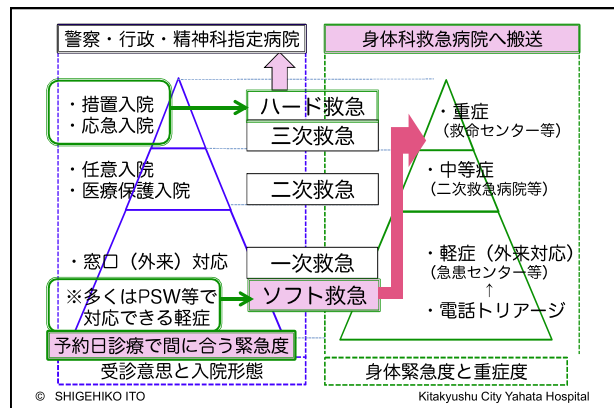 警察・行政・精神科指定病院
身体科救急病院へ搬送
・措置入院
・応急入院
ハード救急
三次救急
・重症
（救命センター等）
・任意入院
・医療保護入院
二次救急
・中等症
（二次救急病院等）
・窓口（外来）対応
一次救急
・軽症（外来対応）
（急患センター等）
↑
・電話トリアージ
※多くはPSW等で
対応できる軽症
ソフト救急
予約日診療で間に合う緊急度
受診意思と入院形態
身体緊急度と重症度
© SHIGEHIKO ITO
Kitakyushu City Yahata Hospital